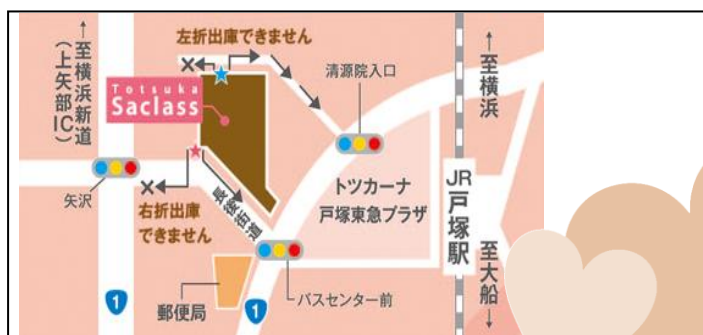 ↑至横浜新道
(上矢部IC)
左折出庫できません
清源院入口
↑至横浜
Totsuka
Saclass
矢沢
右折出庫
できません
長後街道
トツカーナ
戸塚東急プラザ
JR戸塚駅
至大船↓
1
郵便局
1
バスセンター前